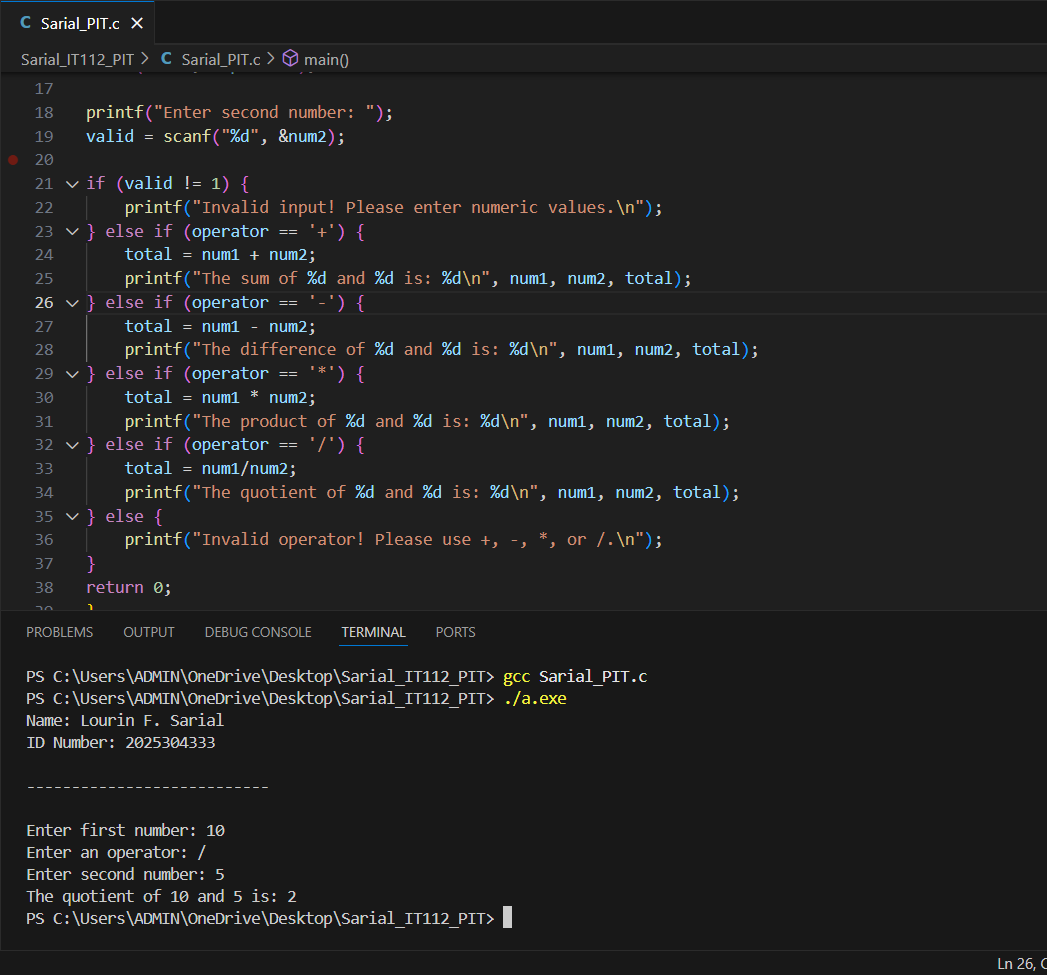 C Sarial_PIT.c ×
Sarial_IT112_PIT > C Sarial_PIT.c > main()
17
18 printf("Enter second number: ");
19 valid = scanf("%d", &num2);
20
21 if (valid != 1) {
22 printf("Invalid input! Please enter numeric values.\n");
23 } else if (operator == '+') {
24 total = num1 + num2;
25 printf("The sum of %d and %d is: %d\n", num1, num2, total);
26 } else if (operator == '-') {
27 total = num1 - num2;
28 printf("The difference of %d and %d is: %d\n", num1, num2, total);
29 } else if (operator == '*') {
30 total = num1 * num2;
31 printf("The product of %d and %d is: %d\n", num1, num2, total);
32 } else if (operator == '/') {
33 total = num1/num2;
34 printf("The quotient of %d and %d is: %d\n", num1, num2, total);
35 } else {
36 printf("Invalid operator! Please use +, -, *, or /.\n");
37 }
38 return 0;
39 }
PROBLEMS OUTPUT DEBUG CONSOLE TERMINAL PORTS
PS C:\Users\ADMIN\OneDrive\Desktop\Sarial_IT112_PIT> gcc Sarial_PIT.c
PS C:\Users\ADMIN\OneDrive\Desktop\Sarial_IT112_PIT> ./a.exe
Name: Lourin F. Sarial
ID Number: 2025304333
---------------------------
Enter first number: 10
Enter an operator: /
Enter second number: 5
The quotient of 10 and 5 is: 2
PS C:\Users\ADMIN\OneDrive\Desktop\Sarial_IT112_PIT>
Ln 26,